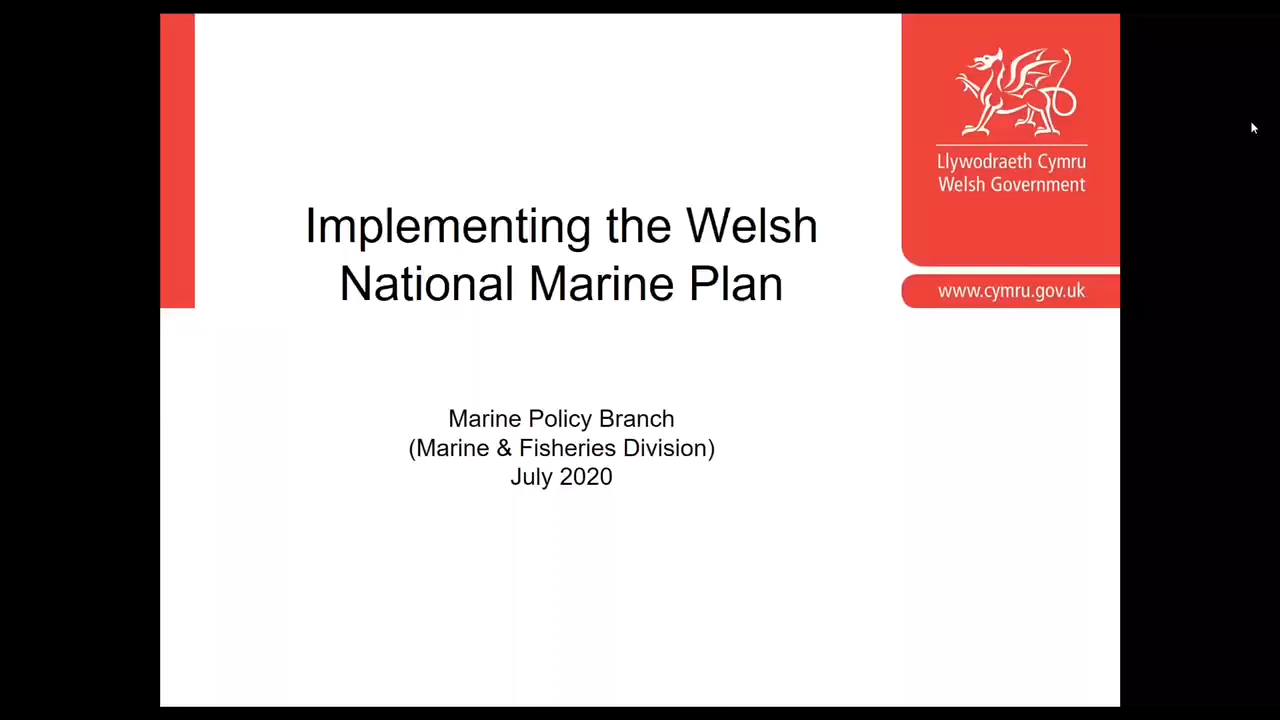 Implementing the Welsh
National Marine Plan
Marine Policy Branch
(Marine & Fisheries Division)
July 2020
Llywodraeth Cymru
Welsh Government
www.cymru.gov.uk